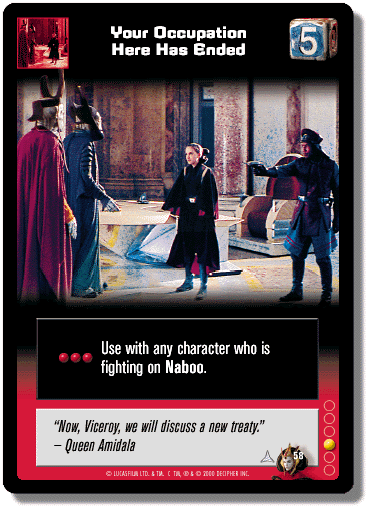 Your Occupation
Here Has Ended
5
Use with any character who is
fighting on Naboo.
“Now, Viceroy, we will discuss a new treaty.”
– Queen Amidala
58
© LUCASFILM LTD. & TM. ® & © 2000 DECIPHER INC.